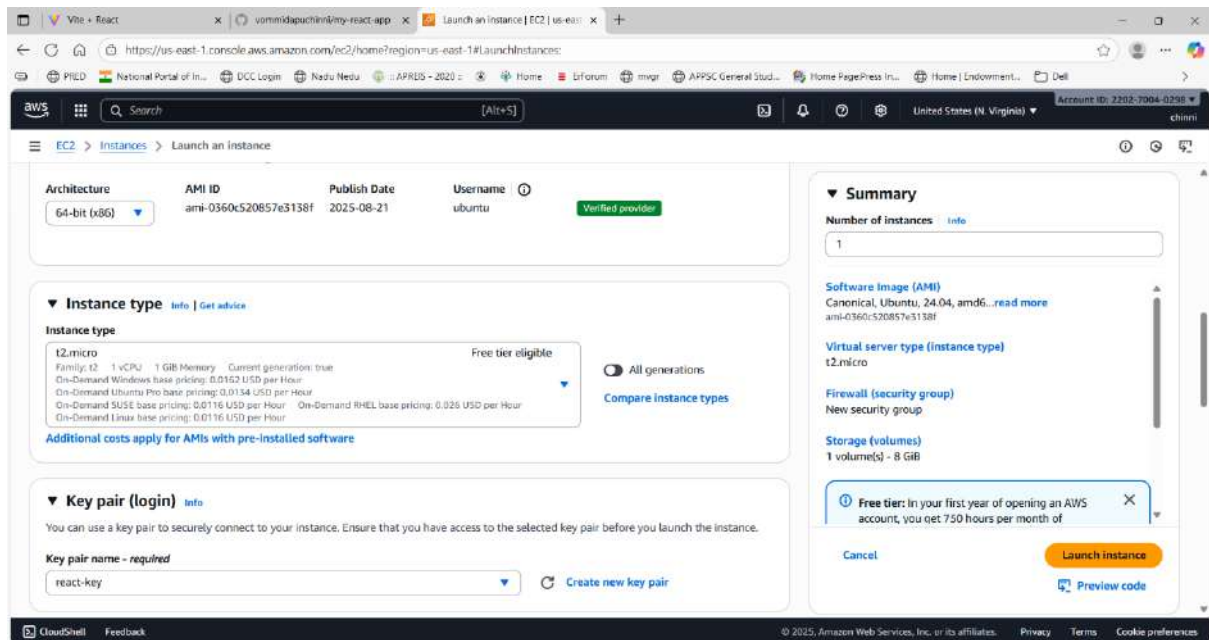 Vite + React
vommidapuchinni/my-react-app
Launch an instance | EC2 | us-east
https://us-east-1.console.aws.amazon.com/ec2/home?region=us-east-1#LaunchInstances:
PRED
National Portal of In...
DCC Login
Nadu Nedu
:: APREIS - 2020 ::
Home
Erforum
mvgr
APPSC General Stud...
Home Page:Press In...
Home | Endowment...
Dell
aws
Search
[Alt+S]
United States (N. Virginia)
Account ID: 2202-7004-0298
chinni
EC2 > Instances > Launch an instance
Architecture AMI ID Publish Date Username
64-bit (x86) ami-0360c520857e3138f 2025-08-21 ubuntu Verified provider
Instance type Info | Get advice
Instance type
t2.micro Free tier eligible
Family: t2 1 vCPU 1 GiB Memory Current generation: true
On-Demand Windows base pricing: 0.0162 USD per Hour
On-Demand Ubuntu Pro base pricing: 0.0134 USD per Hour
On-Demand SUSE base pricing: 0.0116 USD per Hour On-Demand RHEL base pricing: 0.026 USD per Hour
On-Demand Linux base pricing: 0.0116 USD per Hour
All generations
Compare instance types
Additional costs apply for AMIs with pre-installed software
Key pair (login) Info
You can use a key pair to securely connect to your instance. Ensure that you have access to the selected key pair before you launch the instance.
Key pair name - required
react-key
Create new key pair
Summary
Number of instances Info
1
Software Image (AMI)
Canonical, Ubuntu, 24.04, amd6...read more
ami-0360c520857e3138f
Virtual server type (instance type)
t2.micro
Firewall (security group)
New security group
Storage (volumes)
1 volume(s) - 8 GiB
Free tier: In your first year of opening an AWS
account, you get 750 hours per month of
Cancel
Launch instance
Preview code
CloudShell Feedback
© 2025, Amazon Web Services, Inc. or its affiliates. Privacy Terms Cookie preferences